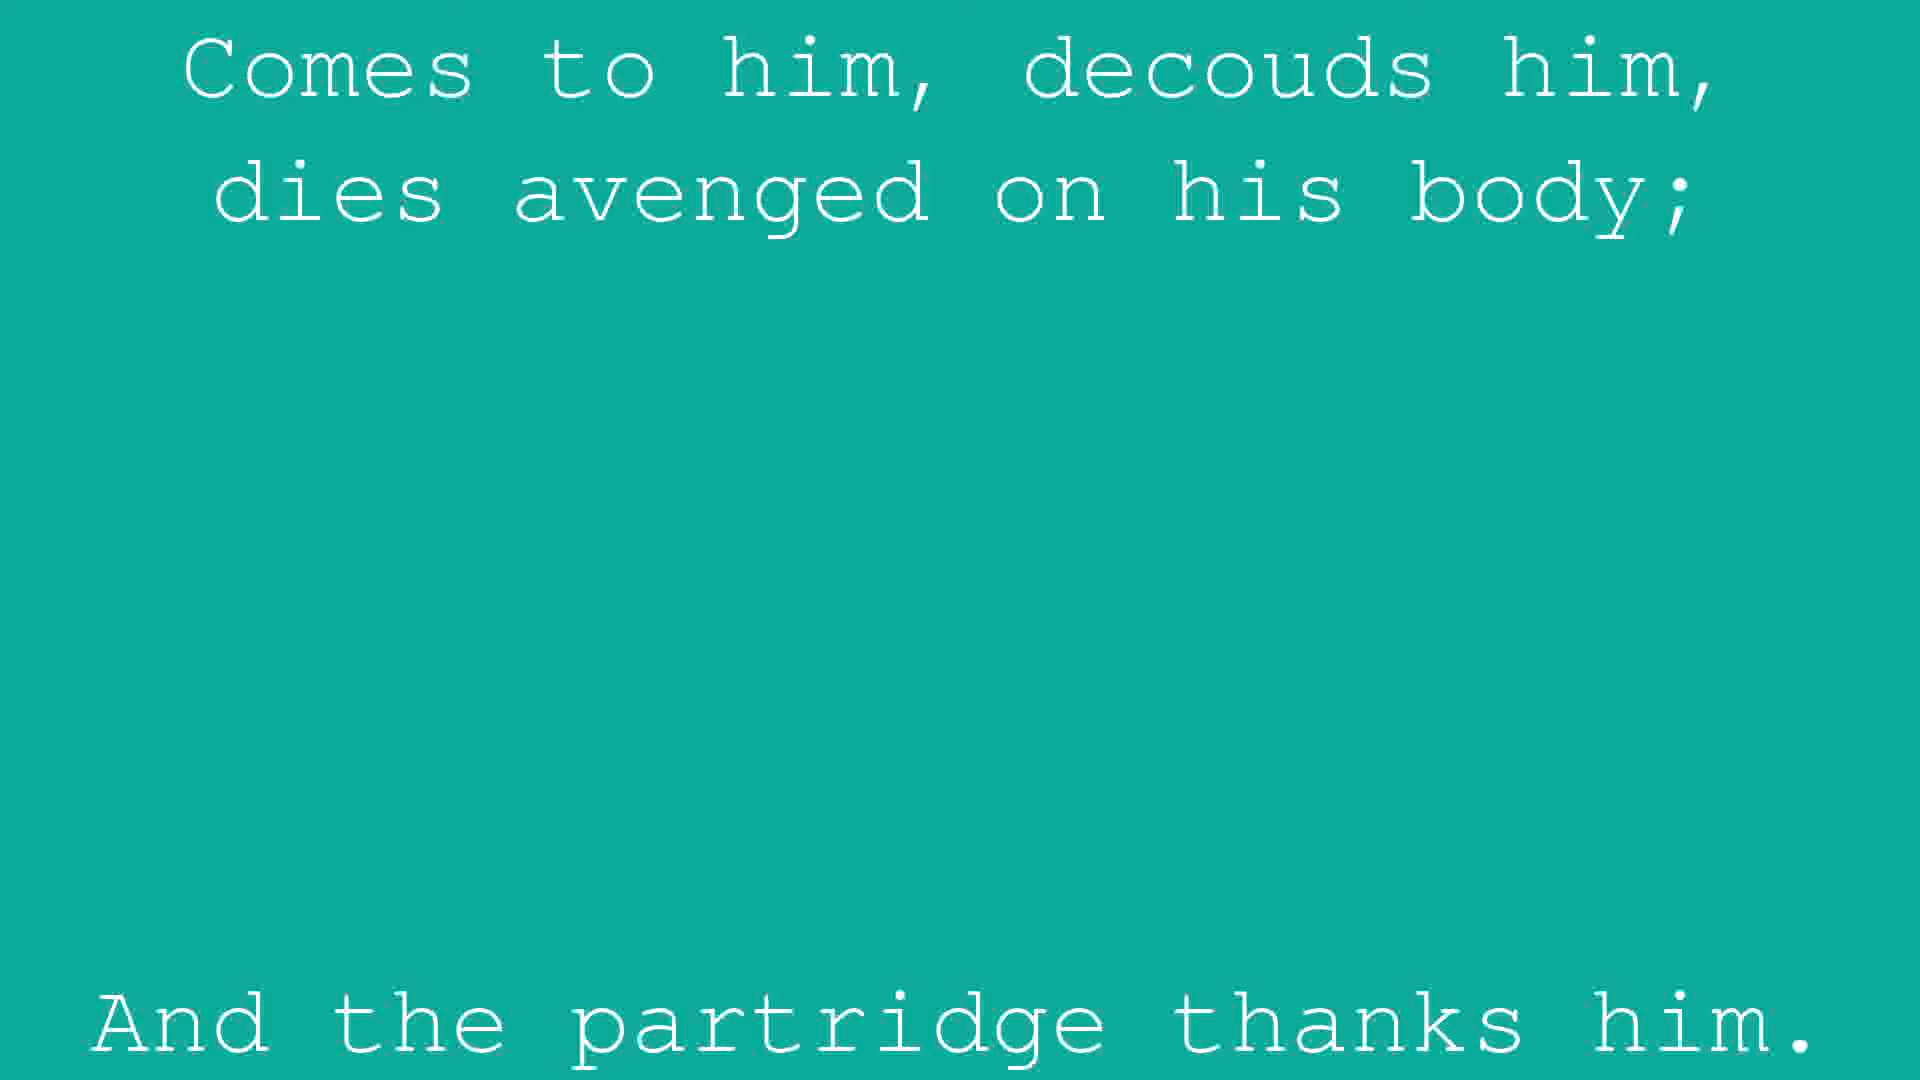 Comes to him, decouds him,
dies avenged on his body;
And the partridge thanks him.